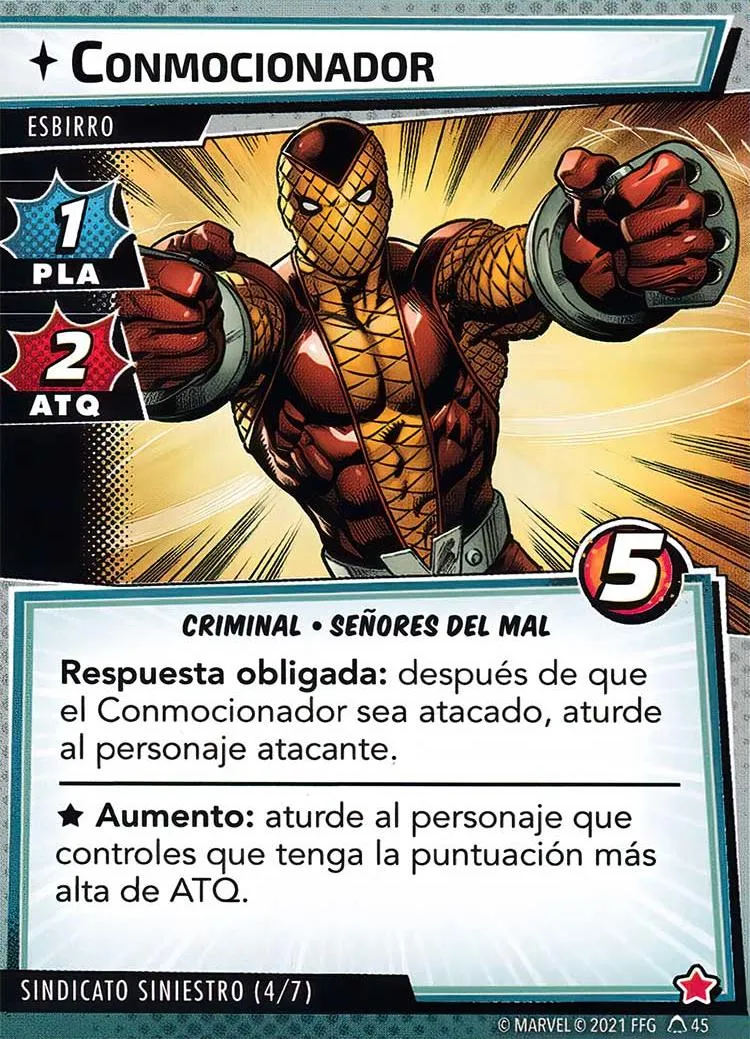 CONMOCIONADOR
ESBIRRO
1
PLA
2
ATQ
5
CRIMINAL • SEÑORES DEL MAL
Respuesta obligada: después de que
el Conmocionador sea atacado, aturde
al personaje atacante.
★ Aumento: aturde al personaje que
controles que tenga la puntuación más
alta de ATQ.
SINDICATO SINIESTRO (4/7)
© MARVEL © 2021 FFG 45